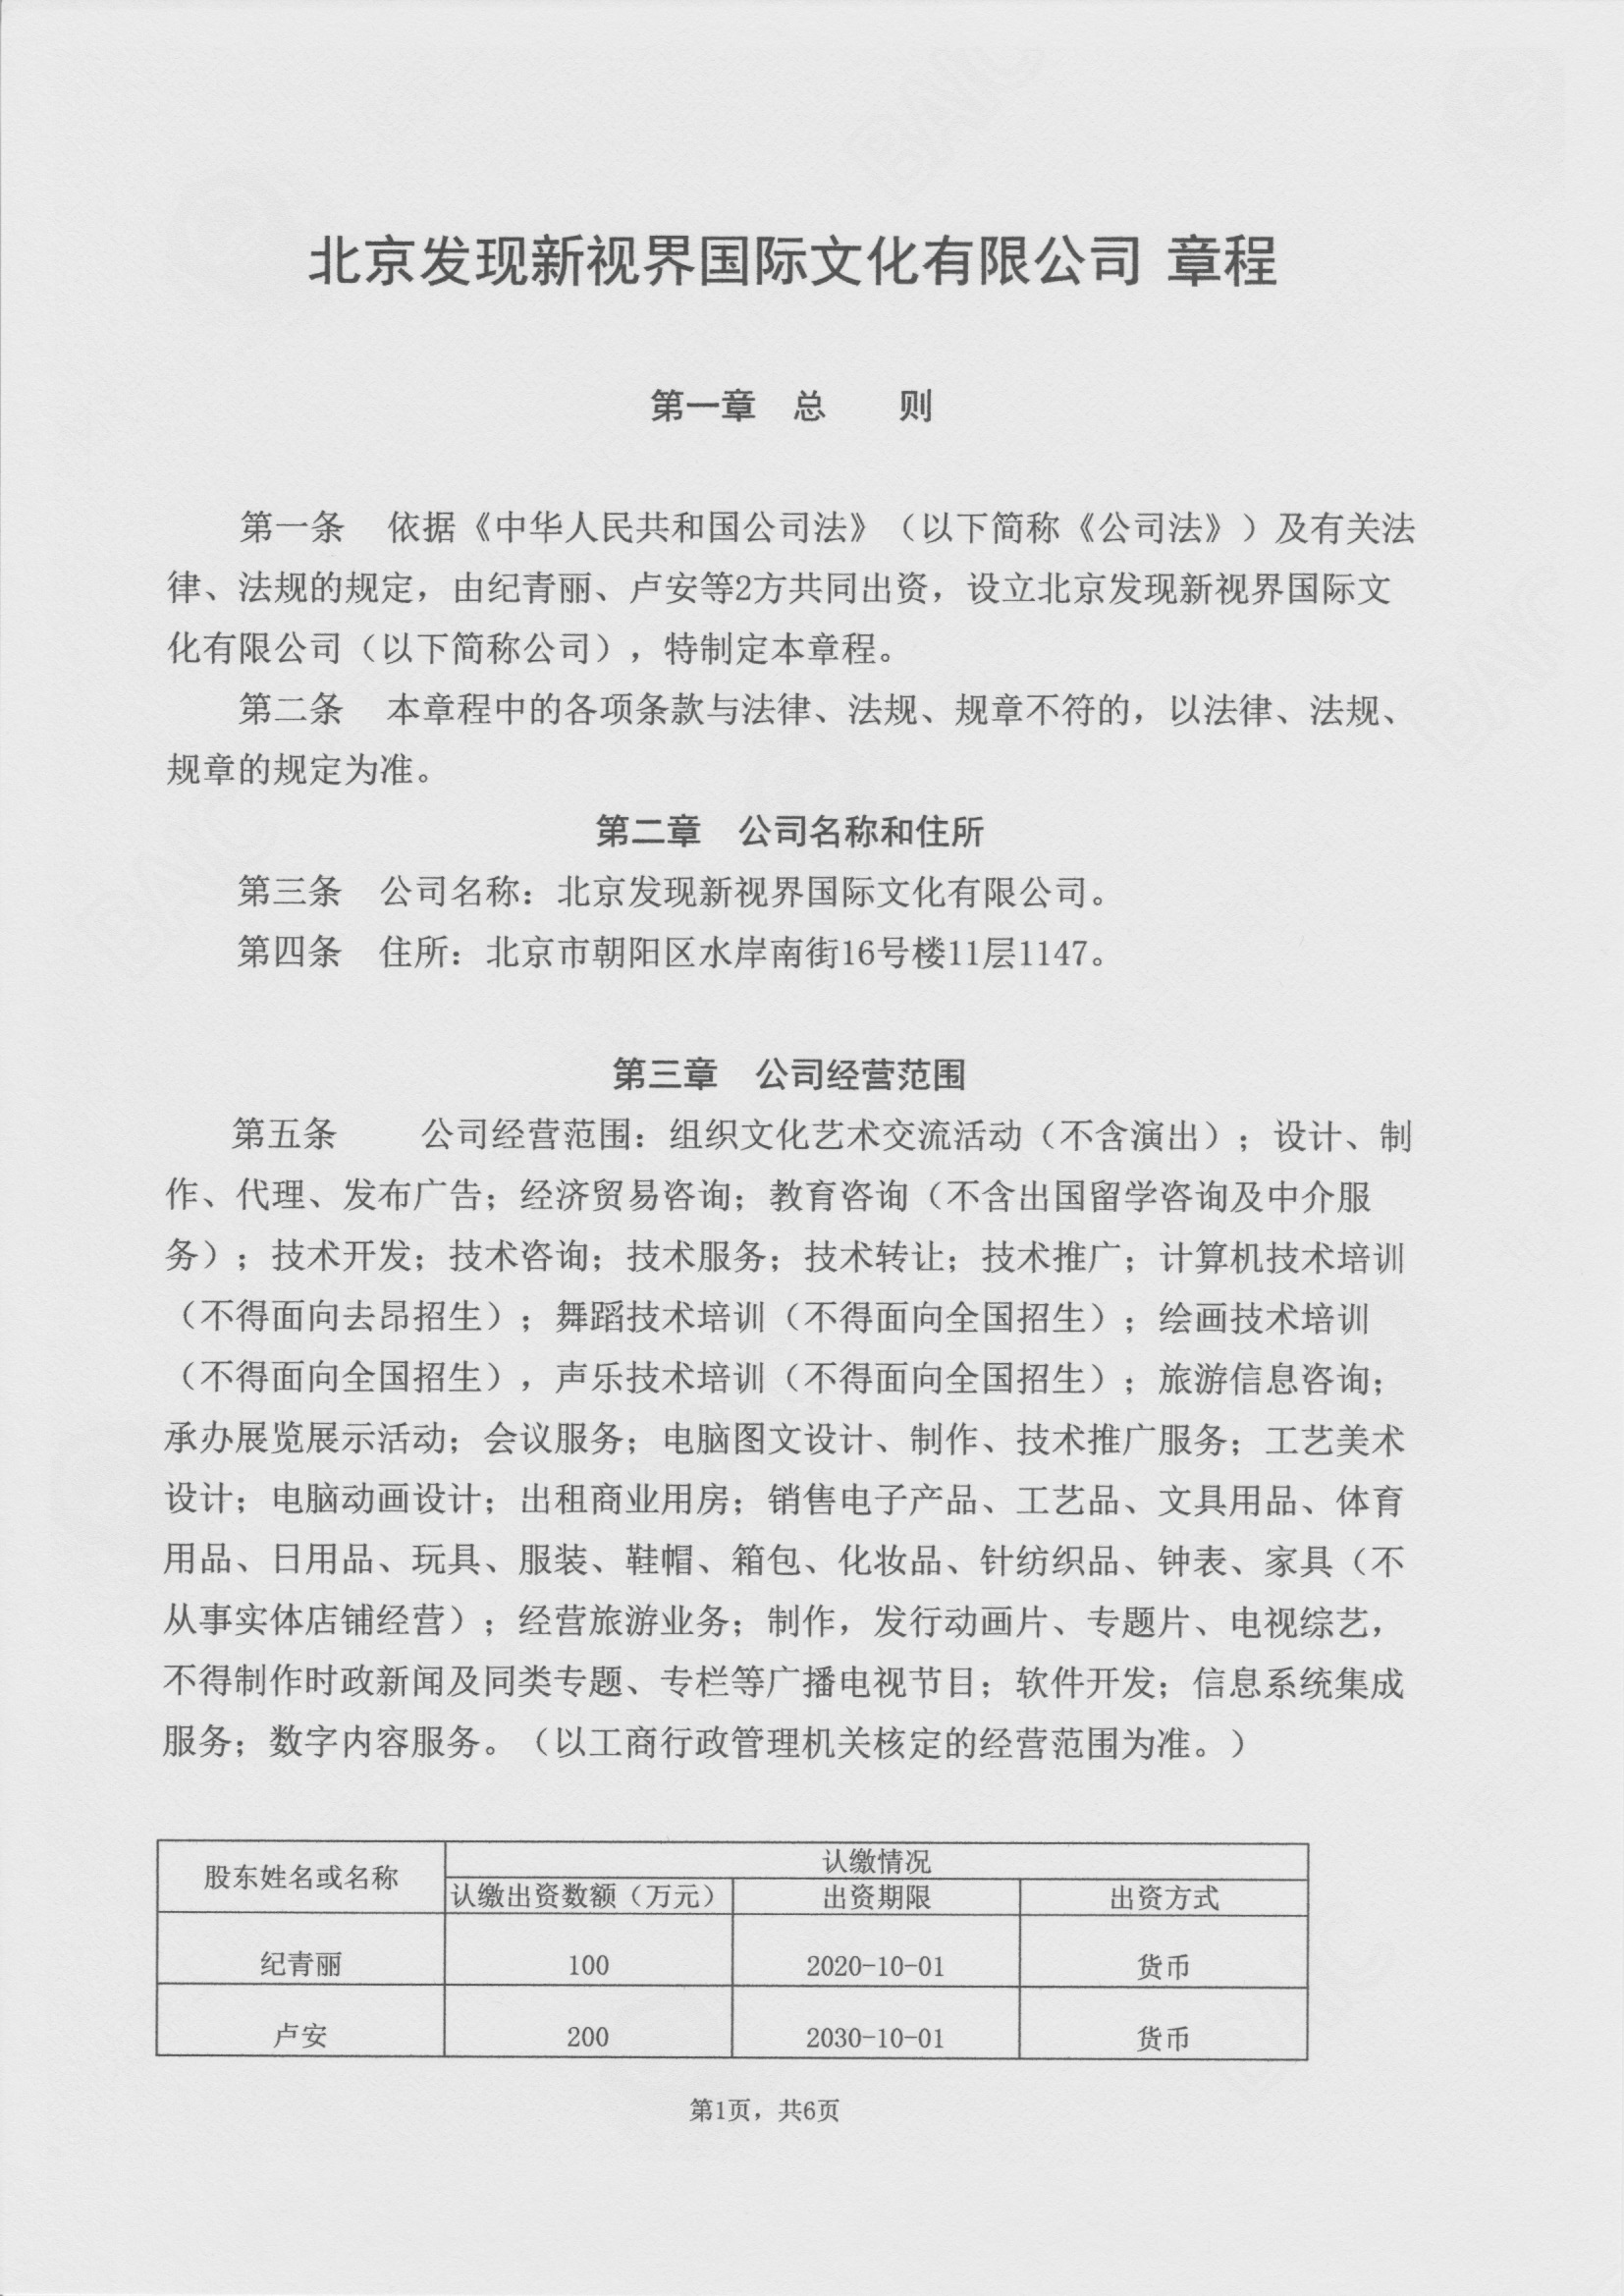 北京发现新视界国际文化有限公司 章程
第一章 总 则
第一条 依据《中华人民共和国公司法》（以下简称《公司法》）及有关法
律、法规的规定，由纪青丽、卢安等2方共同出资，设立北京发现新视界国际文
化有限公司（以下简称公司），特制定本章程。
第二条 本章程中的各项条款与法律、法规、规章不符的，以法律、法规、
规章的规定为准。
第二章 公司名称和住所
第三条 公司名称：北京发现新视界国际文化有限公司。
第四条 住所：北京市朝阳区水岸南街16号楼11层1147。
第三章 公司经营范围
第五条 公司经营范围：组织文化艺术交流活动（不含演出）；设计、制
作、代理、发布广告；经济贸易咨询；教育咨询（不含出国留学咨询及中介服
务）；技术开发；技术咨询；技术服务；技术转让；技术推广；计算机技术培训
（不得面向去昂招生）；舞蹈技术培训（不得面向全国招生）；绘画技术培训
（不得面向全国招生），声乐技术培训（不得面向全国招生）；旅游信息咨询；
承办展览展示活动；会议服务；电脑图文设计、制作、技术推广服务；工艺美术
设计；电脑动画设计；出租商业用房；销售电子产品、工艺品、文具用品、体育
用品、日用品、玩具、服装、鞋帽、箱包、化妆品、针纺织品、钟表、家具（不
从事实体店铺经营）；经营旅游业务；制作，发行动画片、专题片、电视综艺，
不得制作时政新闻及同类专题、专栏等广播电视节目；软件开发；信息系统集成
服务；数字内容服务。（以工商行政管理机关核定的经营范围为准。）
股东姓名或名称 认缴情况
认缴出资数额（万元） 出资期限 出资方式
纪青丽 100 2020-10-01 货币
卢安 200 2030-10-01 货币
第1页，共6页